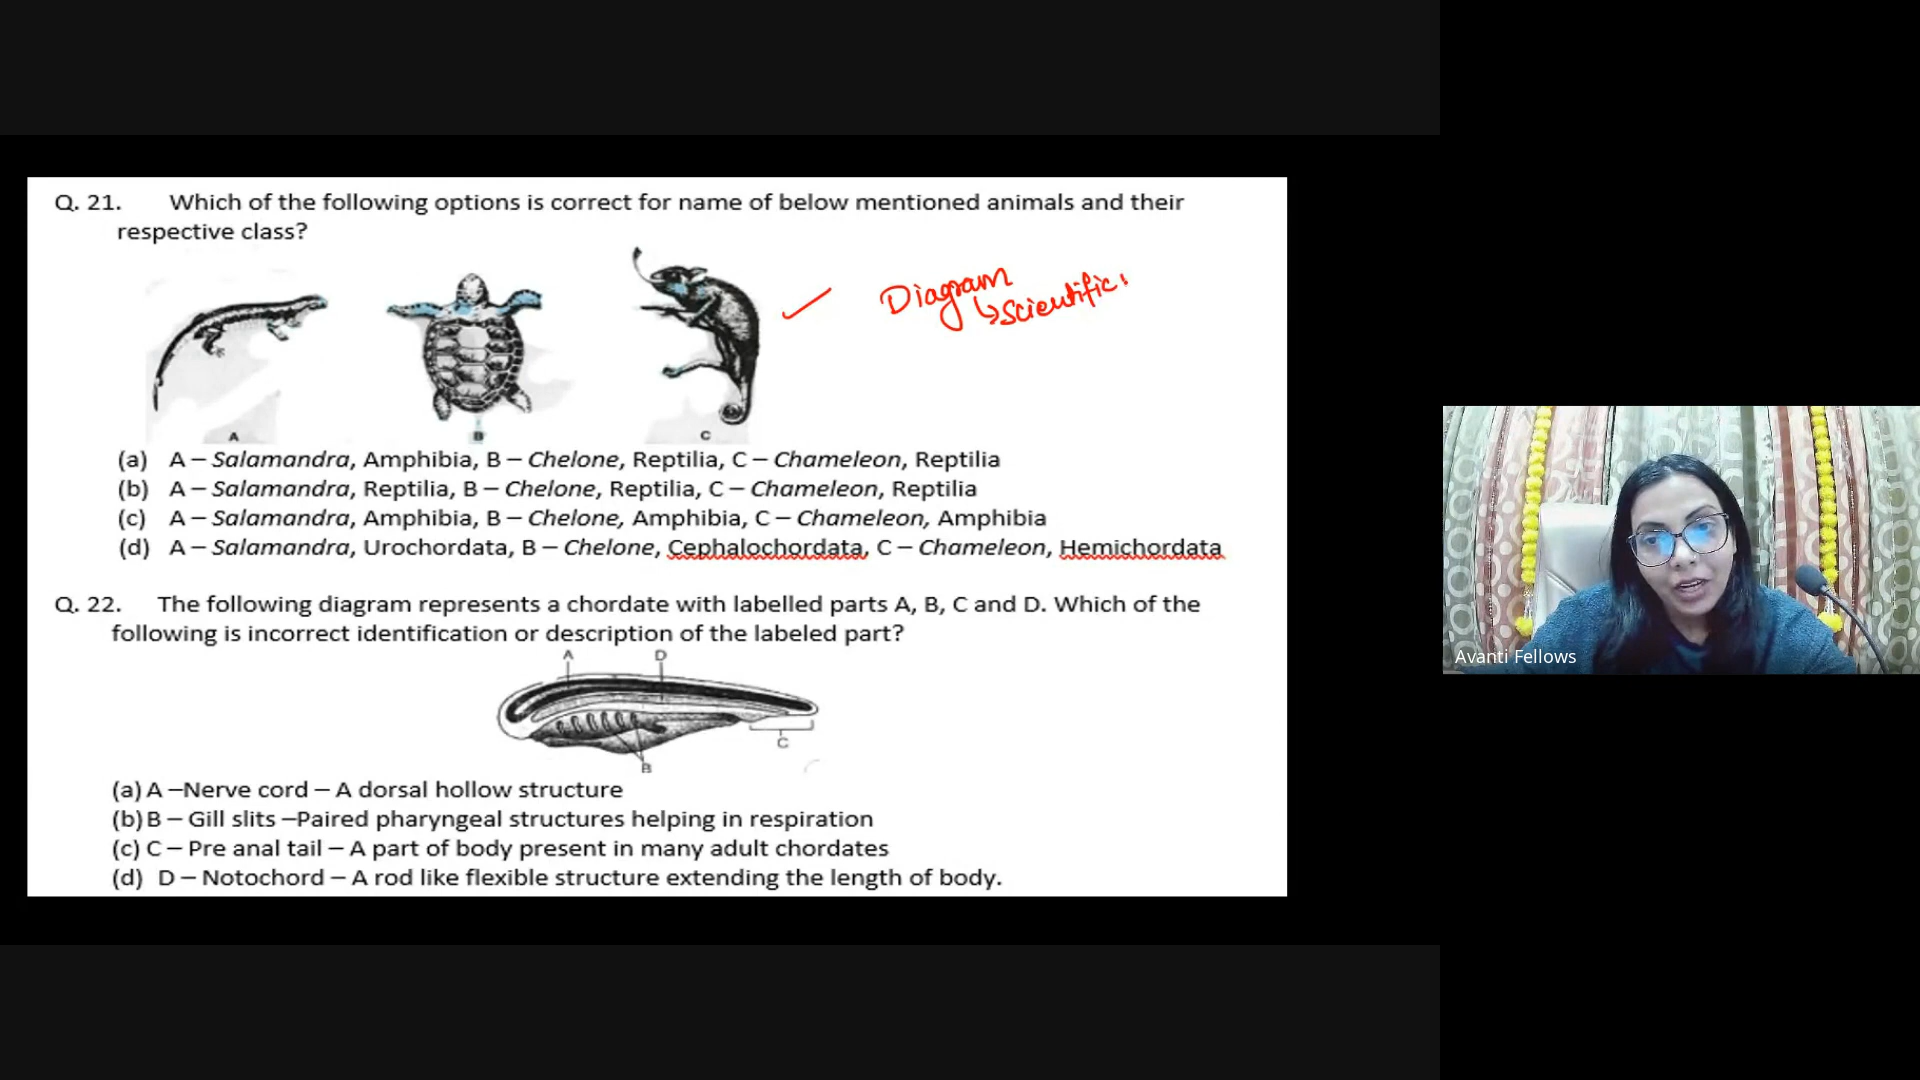 Q. 21. Which of the following options is correct for name of below mentioned animals and their
respective class?
Diagram
↳Scientific
A
B
C
(a) A – Salamandra, Amphibia, B – Chelone, Reptilia, C – Chameleon, Reptilia
(b) A – Salamandra, Reptilia, B – Chelone, Reptilia, C – Chameleon, Reptilia
(c) A – Salamandra, Amphibia, B – Chelone, Amphibia, C – Chameleon, Amphibia
(d) A – Salamandra, Urochordata, B – Chelone, Cephalochordata, C – Chameleon, Hemichordata
Q. 22. The following diagram represents a chordate with labelled parts A, B, C and D. Which of the
following is incorrect identification or description of the labeled part?
A D
C
B
(a) A –Nerve cord – A dorsal hollow structure
(b) B – Gill slits –Paired pharyngeal structures helping in respiration
(c) C – Pre anal tail – A part of body present in many adult chordates
(d) D – Notochord – A rod like flexible structure extending the length of body.
Avanti Fellows